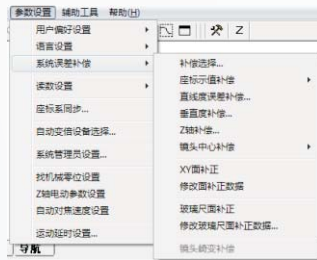 参数设置 辅助工具 帮助(H)
用户偏好设置
语言设置
系统误差补偿
读数设置
座标系同步...
自动变倍设备选择...
系统管理员设置...
找机械零位设置
Z轴电动参数设置
自动对焦速度设置
运动延时设置...
导航
Z
补偿选择...
座标示值补偿
直线度误差补偿...
垂直度补偿...
Z轴补偿...
镜头中心补偿
XY面补正
修改面补正数据
玻璃尺面补正
修改玻璃尺面补正数据...
镜头畸变补偿